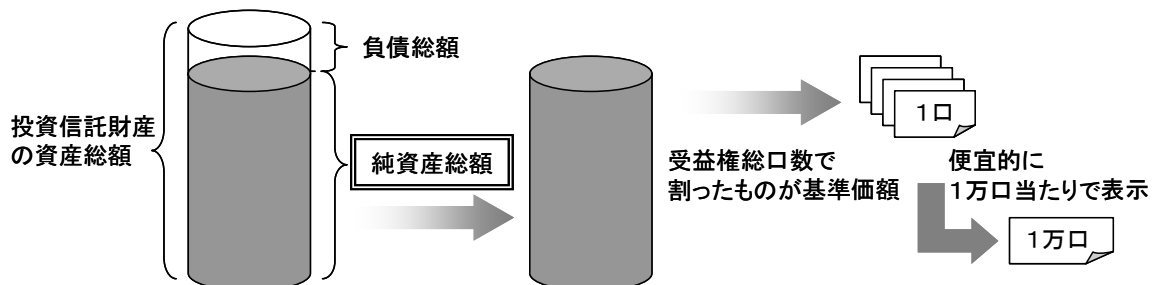 負債総額
投資信託財産
の資産総額
純資産総額
受益権総口数で
割ったものが基準価額
1口
便宜的に
1万口当たりで表示
1万口